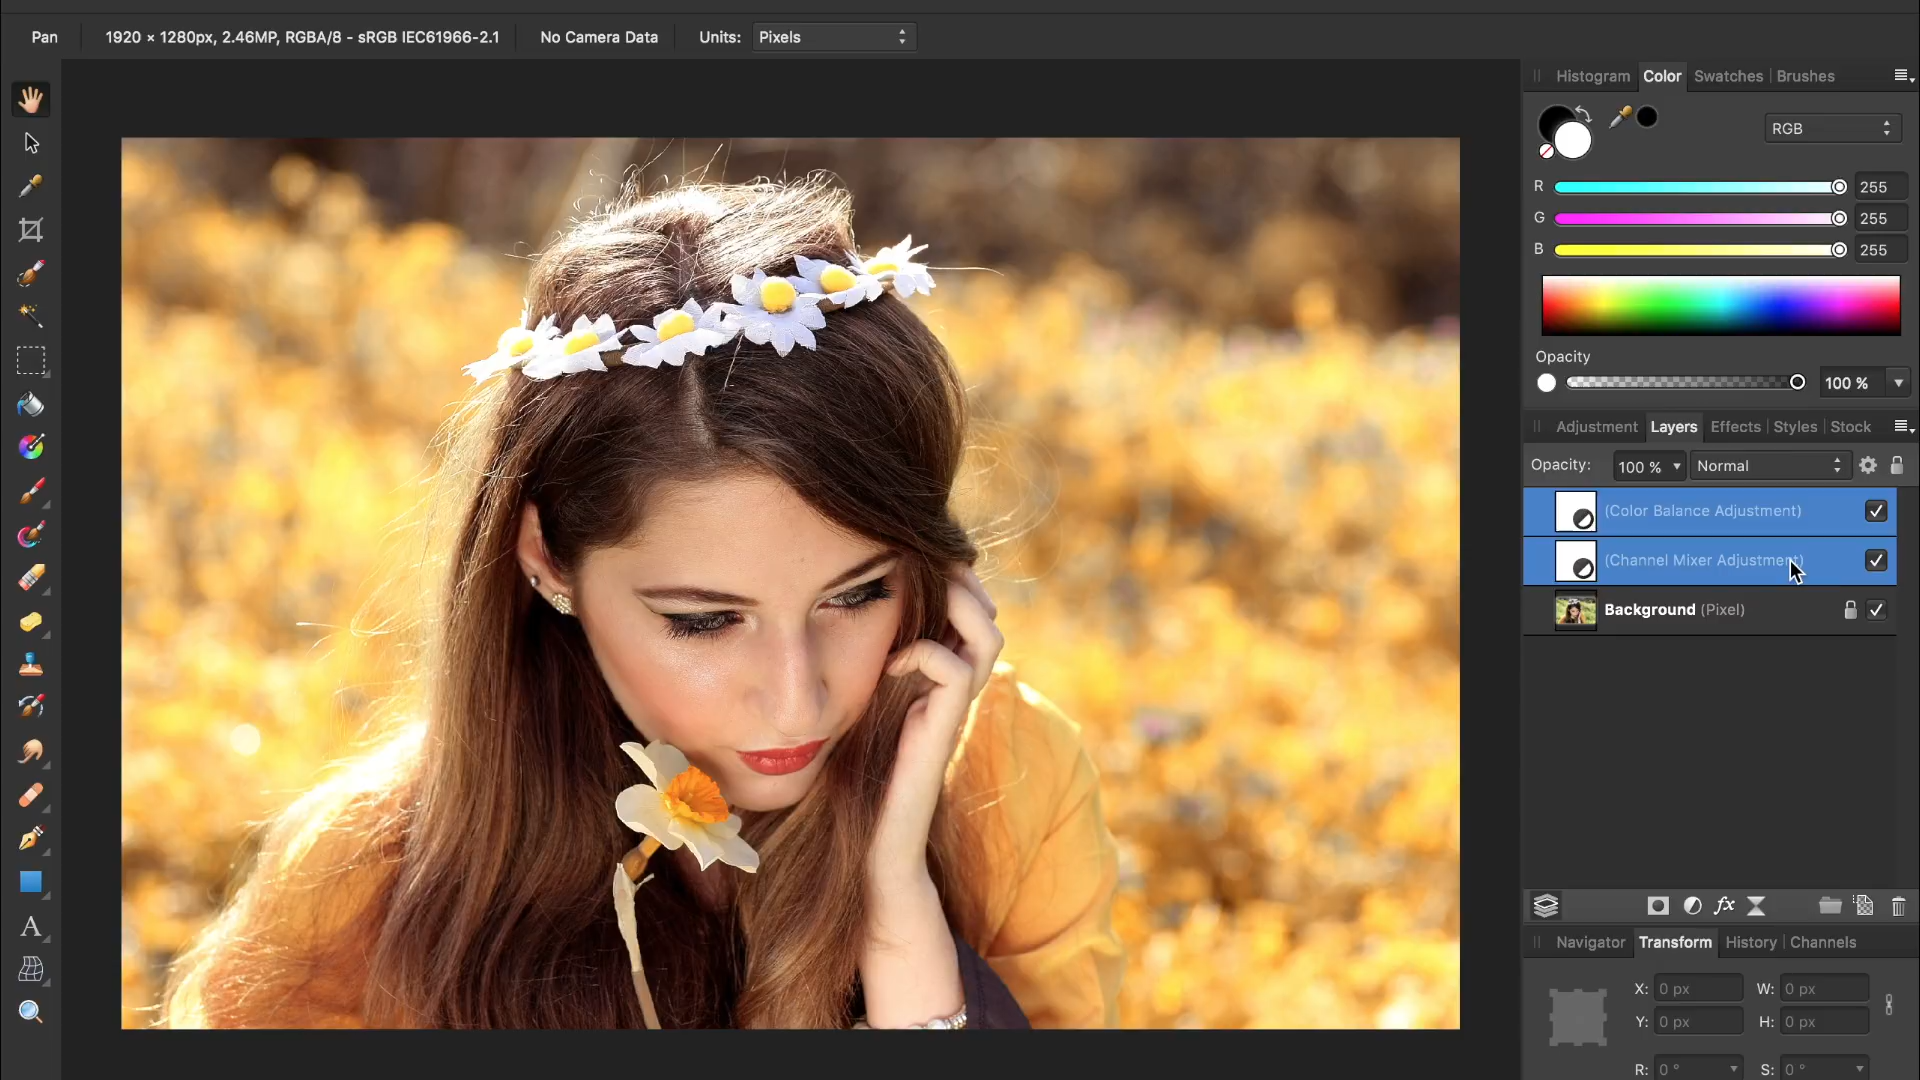 Pan 1920 × 1280px, 2.46MP, RGBA/8 - sRGB IEC61966-2.1 No Camera Data Units: Pixels
Histogram Color Swatches Brushes
RGB
R 255
G 255
B 255
Opacity
100 %
Adjustment Layers Effects Styles Stock
Opacity: 100 % Normal
(Color Balance Adjustment)
(Channel Mixer Adjustment)
Background (Pixel)
fx
Navigator Transform History Channels
X: 0 px W: 0 px
Y: 0 px H: 0 px
R: 0 ° S: 0 °